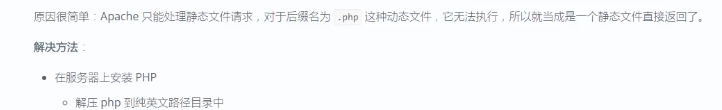 原因很简单：Apache 只能处理静态文件请求，对于后缀名为 .php 这种动态文件，它无法执行，所以就当成是一个静态文件直接返回了。
解决方法：
在服务器上安装 PHP
解压 php 到纯英文路径目录中